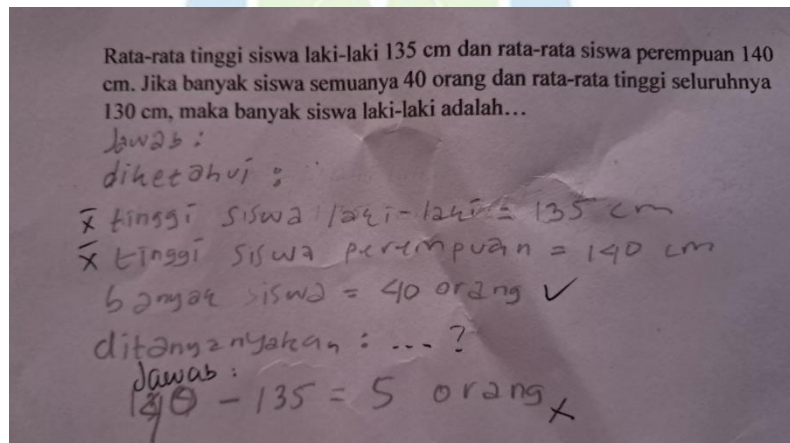 Rata-rata tinggi siswa laki-laki 135 cm dan rata-rata siswa perempuan 140
cm. Jika banyak siswa semuanya 40 orang dan rata-rata tinggi seluruhnya
130 cm, maka banyak siswa laki-laki adalah…
Jawab :
diketahui :
x̄ tinggi siswa laki-laki = 135 cm
x̄ tinggi siswa perempuan = 140 cm
banyak siswa = 40 orang ✓
ditanyanyakan : ... ?
Jawab :
140 - 135 = 5 orang ×